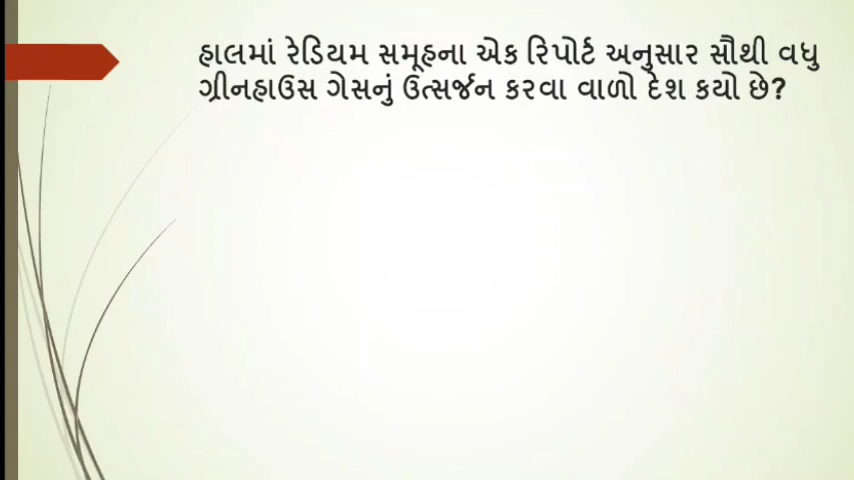 હાલમાં રેડિયમ સમૂહના એક રિપોર્ટ અનુસાર સૌથી વધુ
ગ્રીનહાઉસ ગેસનું ઉત્સર્જન કરવા વાળો દેશ કયો છે?